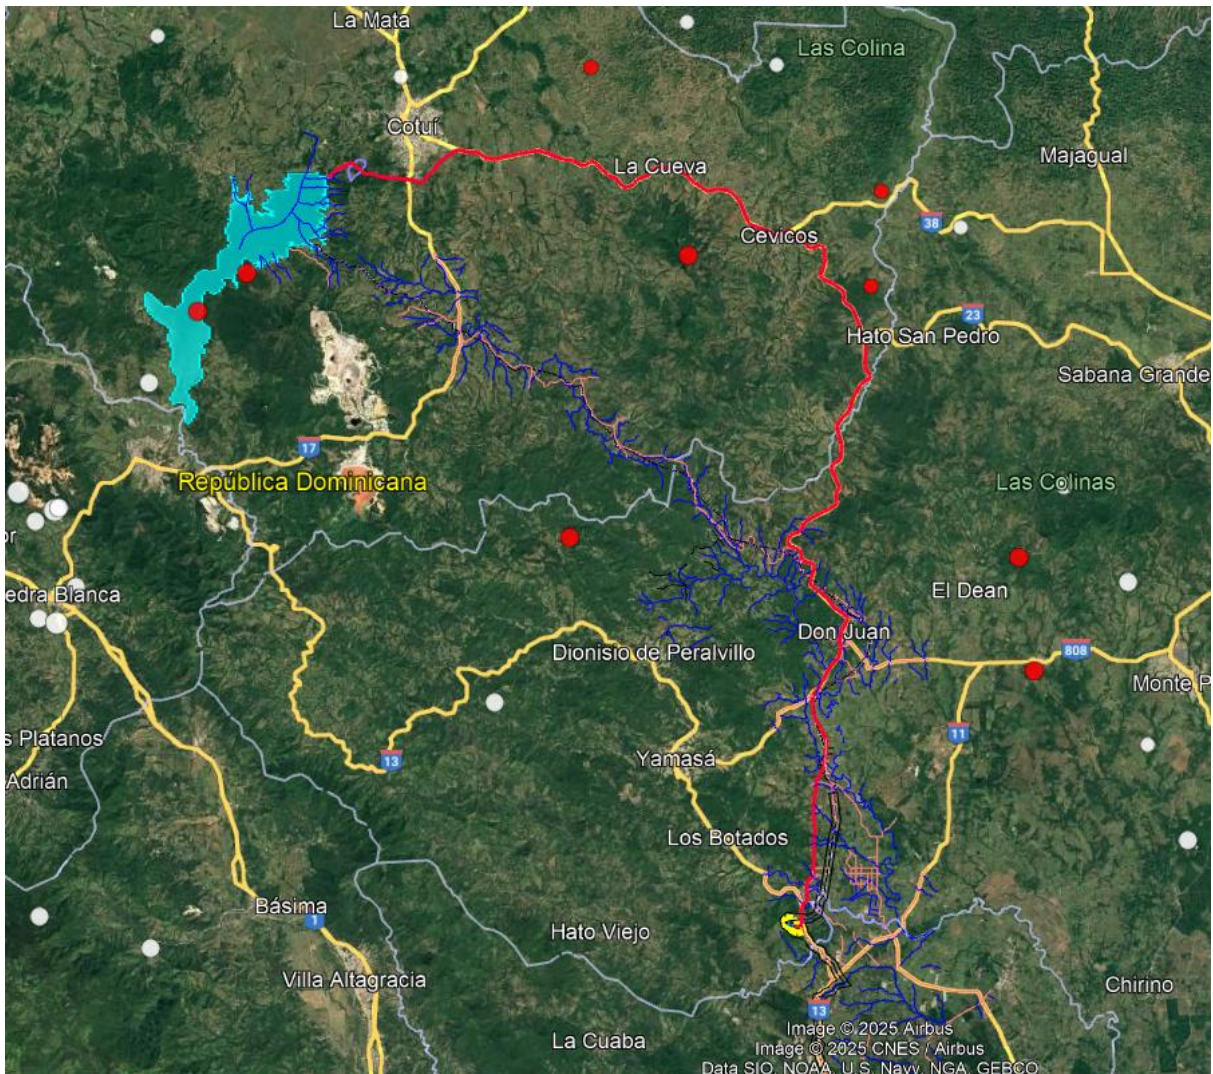 La Mata
Las Colina
Cotuí
La Cueva
Majagual
38
Cevicos
23
Hato San Pedro
Sabana Grande
17
República Dominicana
Las Colinas
or
edra Blanca
El Dean
Don Juan
Dionisio de Peralvillo
808
Monte P
s Platanos
11
13
Yamasá
Adrián
Los Botados
Básima
1
Hato Viejo
Villa Altagracia
Chirino
13
Image © 2025 Airbus
La Cuaba
Image © 2025 CNES / Airbus
Data SIO, NOAA, U.S. Navy, NGA, GEBCO